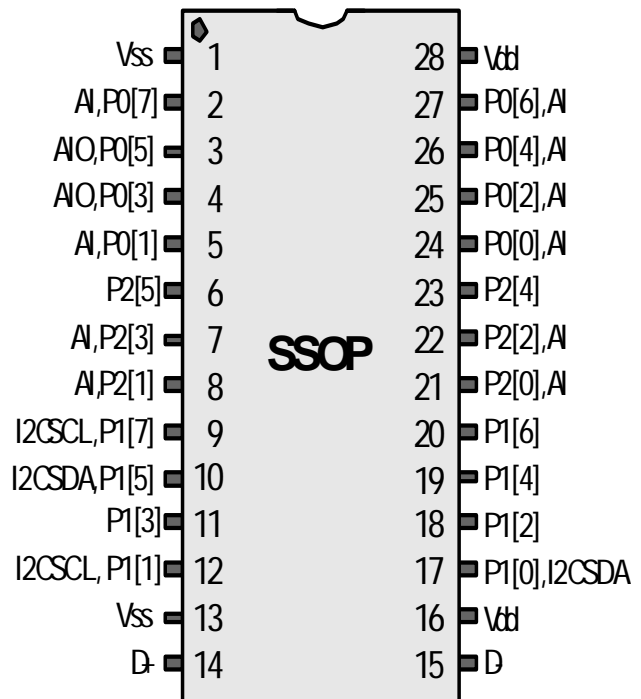 Vss 1 28 Vdd
AI,P0[7] 2 27 P0[6],AI
AIO,P0[5] 3 26 P0[4],AI
AIO,P0[3] 4 25 P0[2],AI
AI,P0[1] 5 24 P0[0],AI
P2[5] 6 23 P2[4]
AI,P2[3] 7 22 P2[2],AI
SSOP
AI,P2[1] 8 21 P2[0],AI
I2CSCL,P1[7] 9 20 P1[6]
I2CSDA,P1[5] 10 19 P1[4]
P1[3] 11 18 P1[2]
I2CSCL, P1[1] 12 17 P1[0],I2CSDA
Vss 13 16 Vdd
D+ 14 15 D-